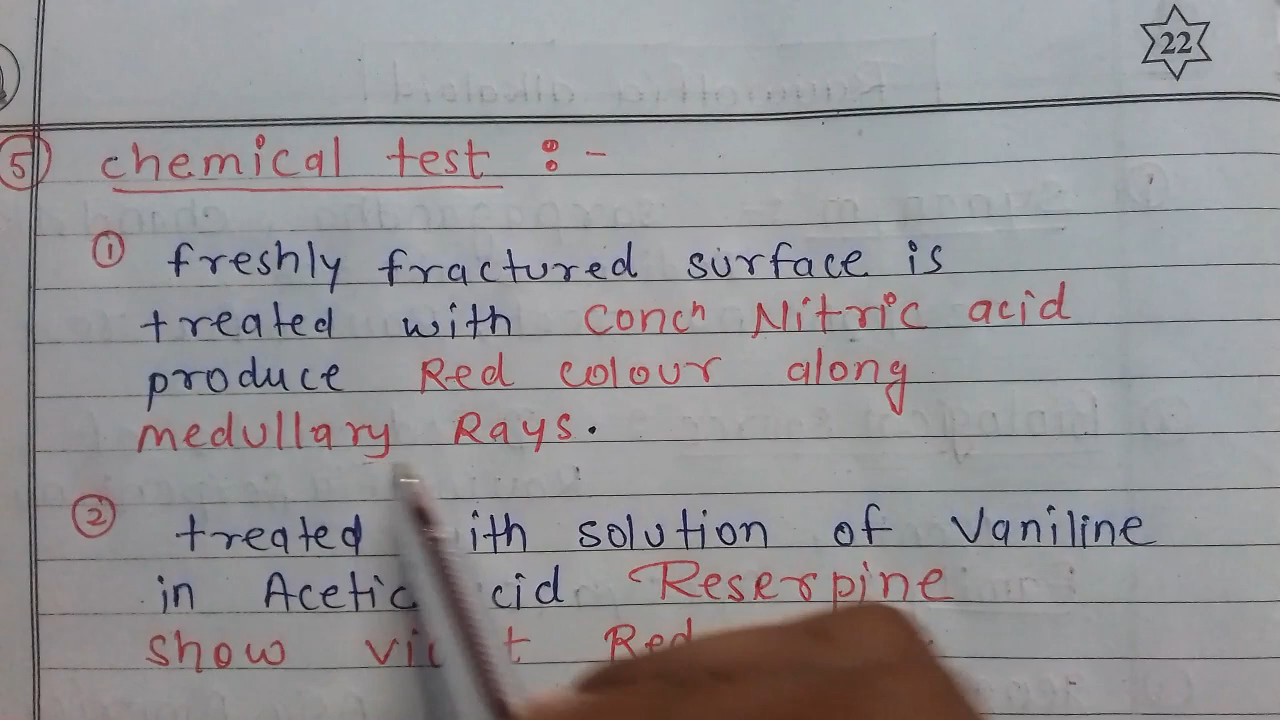 22
5 chemical test :-
1 freshly fractured surface is
treated with Concn Nitric acid
produce Red colour along
medullary Rays.
2 treated ith solution of Vaniline
in Acetic cid Reserpine
show Red